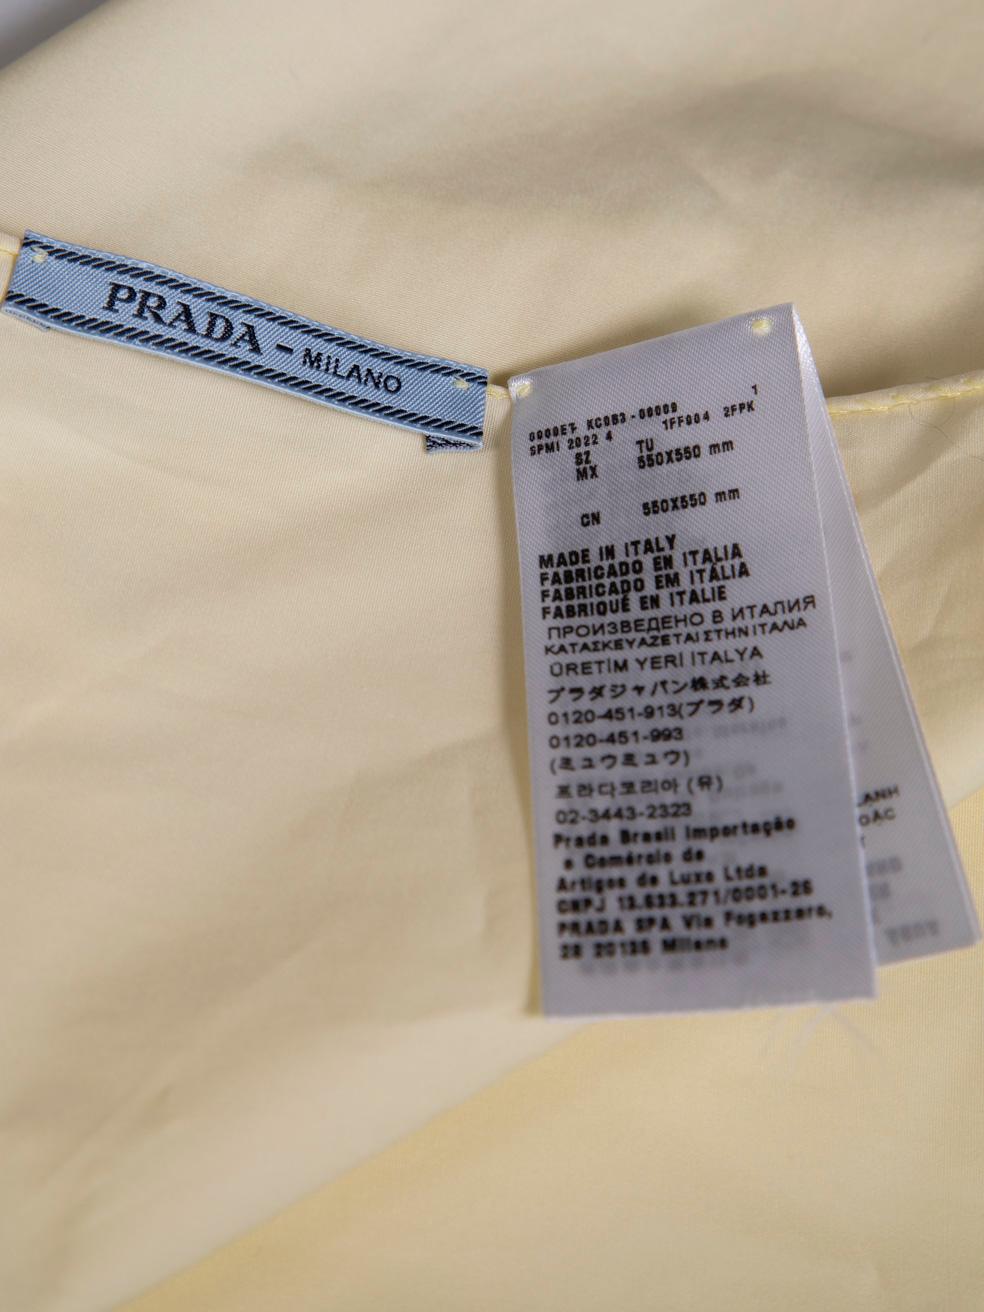 PRADA - MILANO
0000E7 KC0B3-00009 1
SPMI 2022 4 1FF004 2FPK
SZ TU
MX 550X550 mm
CN 550X550 mm
MADE IN ITALY
FABRICADO EN ITALIA
FABRICADO EM ITÁLIA
FABRIQUÉ EN ITALIE
ПРОИЗВЕДЕНО В ИТАЛИЯ
ΚΑΤΑΣΚΕΥΑΖΕΤΑΙ ΣΤΗΝ ΙΤΑΛΙΑ
ÜRETİM YERİ İTALYA
プラダジャパン株式会社
0120-451-913(プラダ)
0120-451-993
(ミュウミュウ)
프라다코리아 (유)
02-3443-2323
Prada Brasil Importação
e Comércio de
Artigos de Luxo Ltda
CNPJ 13.633.271/0001-26
PRADA SPA Via Fogazzaro,
28 20135 Milano